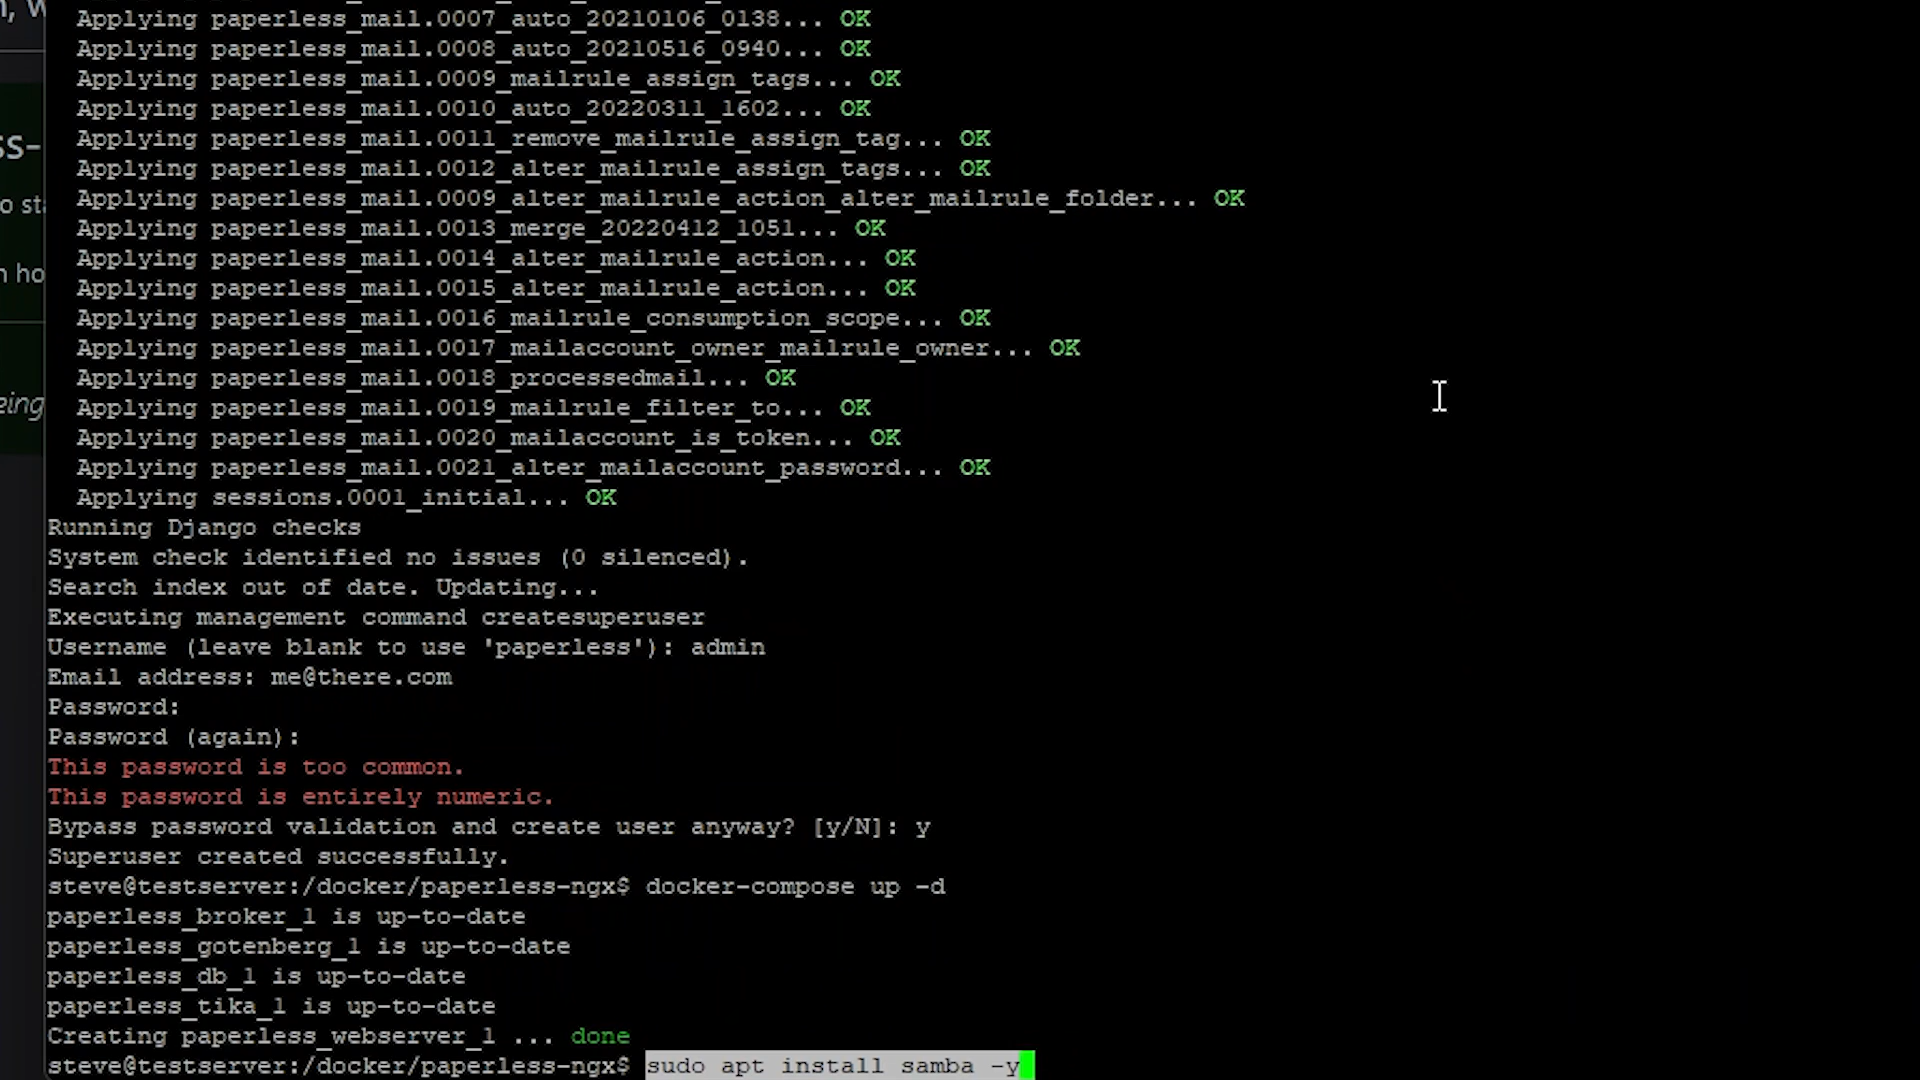 Applying paperless_mail.0007_auto_20210106_0138... OK
Applying paperless_mail.0008_auto_20210516_0940... OK
Applying paperless_mail.0009_mailrule_assign_tags... OK
Applying paperless_mail.0010_auto_20220311_1602... OK
ss-
Applying paperless_mail.0011_remove_mailrule_assign_tag... OK
Applying paperless_mail.0012_alter_mailrule_assign_tags... OK
o sta
Applying paperless_mail.0009_alter_mailrule_action_alter_mailrule_folder... OK
Applying paperless_mail.0013_merge_20220412_1051... OK
Applying paperless_mail.0014_alter_mailrule_action... OK
n ho
Applying paperless_mail.0015_alter_mailrule_action... OK
Applying paperless_mail.0016_mailrule_consumption_scope... OK
Applying paperless_mail.0017_mailaccount_owner_mailrule_owner... OK
Applying paperless_mail.0018_processedmail... OK
eing
Applying paperless_mail.0019_mailrule_filter_to... OK
Applying paperless_mail.0020_mailaccount_is_token... OK
Applying paperless_mail.0021_alter_mailaccount_password... OK
Applying sessions.0001_initial... OK
Running Django checks
System check identified no issues (0 silenced).
Search index out of date. Updating...
Executing management command createsuperuser
Username (leave blank to use 'paperless'): admin
Email address: me@there.com
Password:
Password (again):
This password is too common.
This password is entirely numeric.
Bypass password validation and create user anyway? [y/N]: y
Superuser created successfully.
steve@testserver:/docker/paperless-ngx$ docker-compose up -d
paperless_broker_1 is up-to-date
paperless_gotenberg_1 is up-to-date
paperless_db_1 is up-to-date
paperless_tika_1 is up-to-date
Creating paperless_webserver_1 ... done
steve@testserver:/docker/paperless-ngx$ sudo apt install samba -y